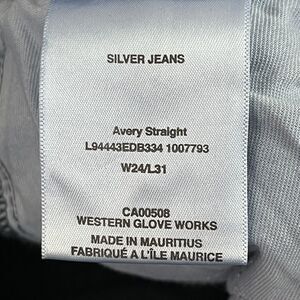 SILVER JEANS
Avery Straight
L94443EDB334 1007793
W24/L31
CA00508
WESTERN GLOVE WORKS
MADE IN MAURITIUS
FABRIQUÉ A L'ÎLE MAURICE